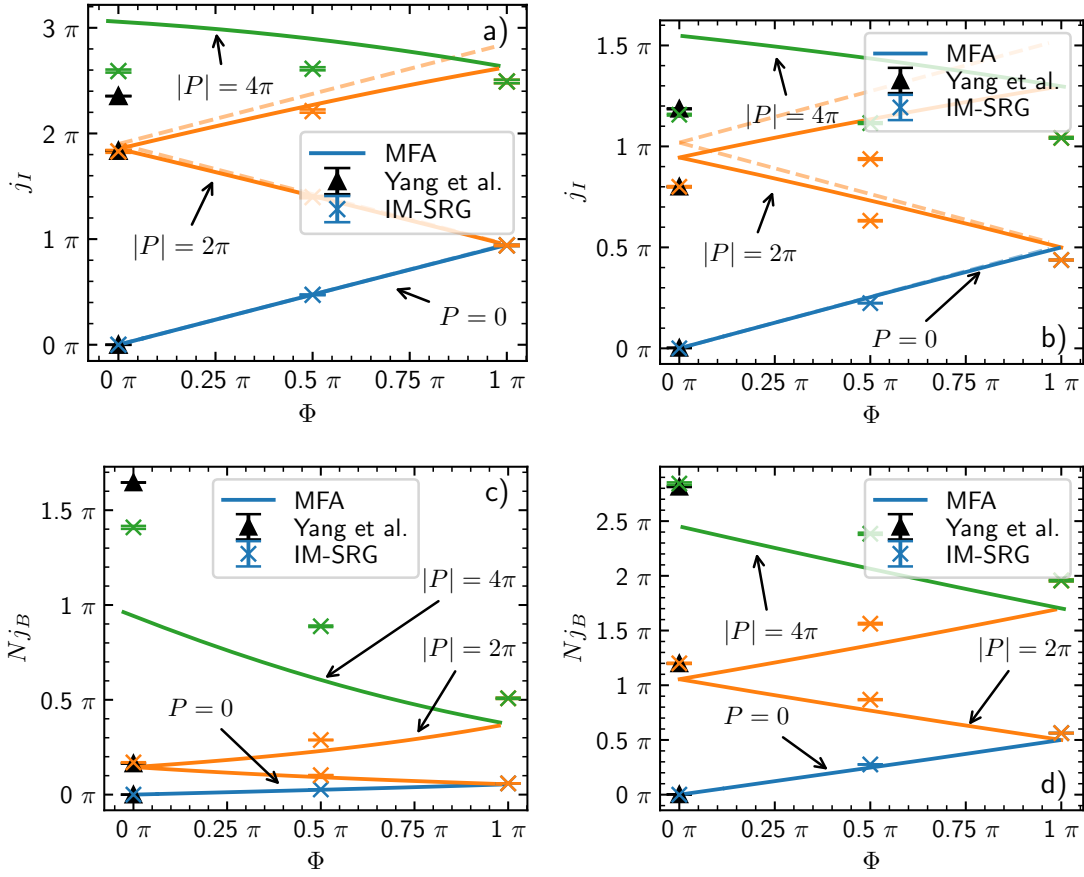 a)
3 π
2 π
1 π
0 π
j_I
|P| = 4π
|P| = 2π
P = 0
MFA
Yang et al.
IM-SRG
0 π 0.25 π 0.5 π 0.75 π 1 π
Φ
b)
1.5 π
1 π
0.5 π
0 π
j_I
|P| = 4π
|P| = 2π
P = 0
MFA
Yang et al.
IM-SRG
0 π 0.25 π 0.5 π 0.75 π 1 π
Φ
c)
1.5 π
1 π
0.5 π
0 π
Nj_B
MFA
Yang et al.
IM-SRG
|P| = 4π
|P| = 2π
P = 0
0 π 0.25 π 0.5 π 0.75 π 1 π
Φ
d)
2.5 π
2 π
1.5 π
1 π
0.5 π
0 π
Nj_B
MFA
Yang et al.
IM-SRG
|P| = 4π
|P| = 2π
P = 0
0 π 0.25 π 0.5 π 0.75 π 1 π
Φ